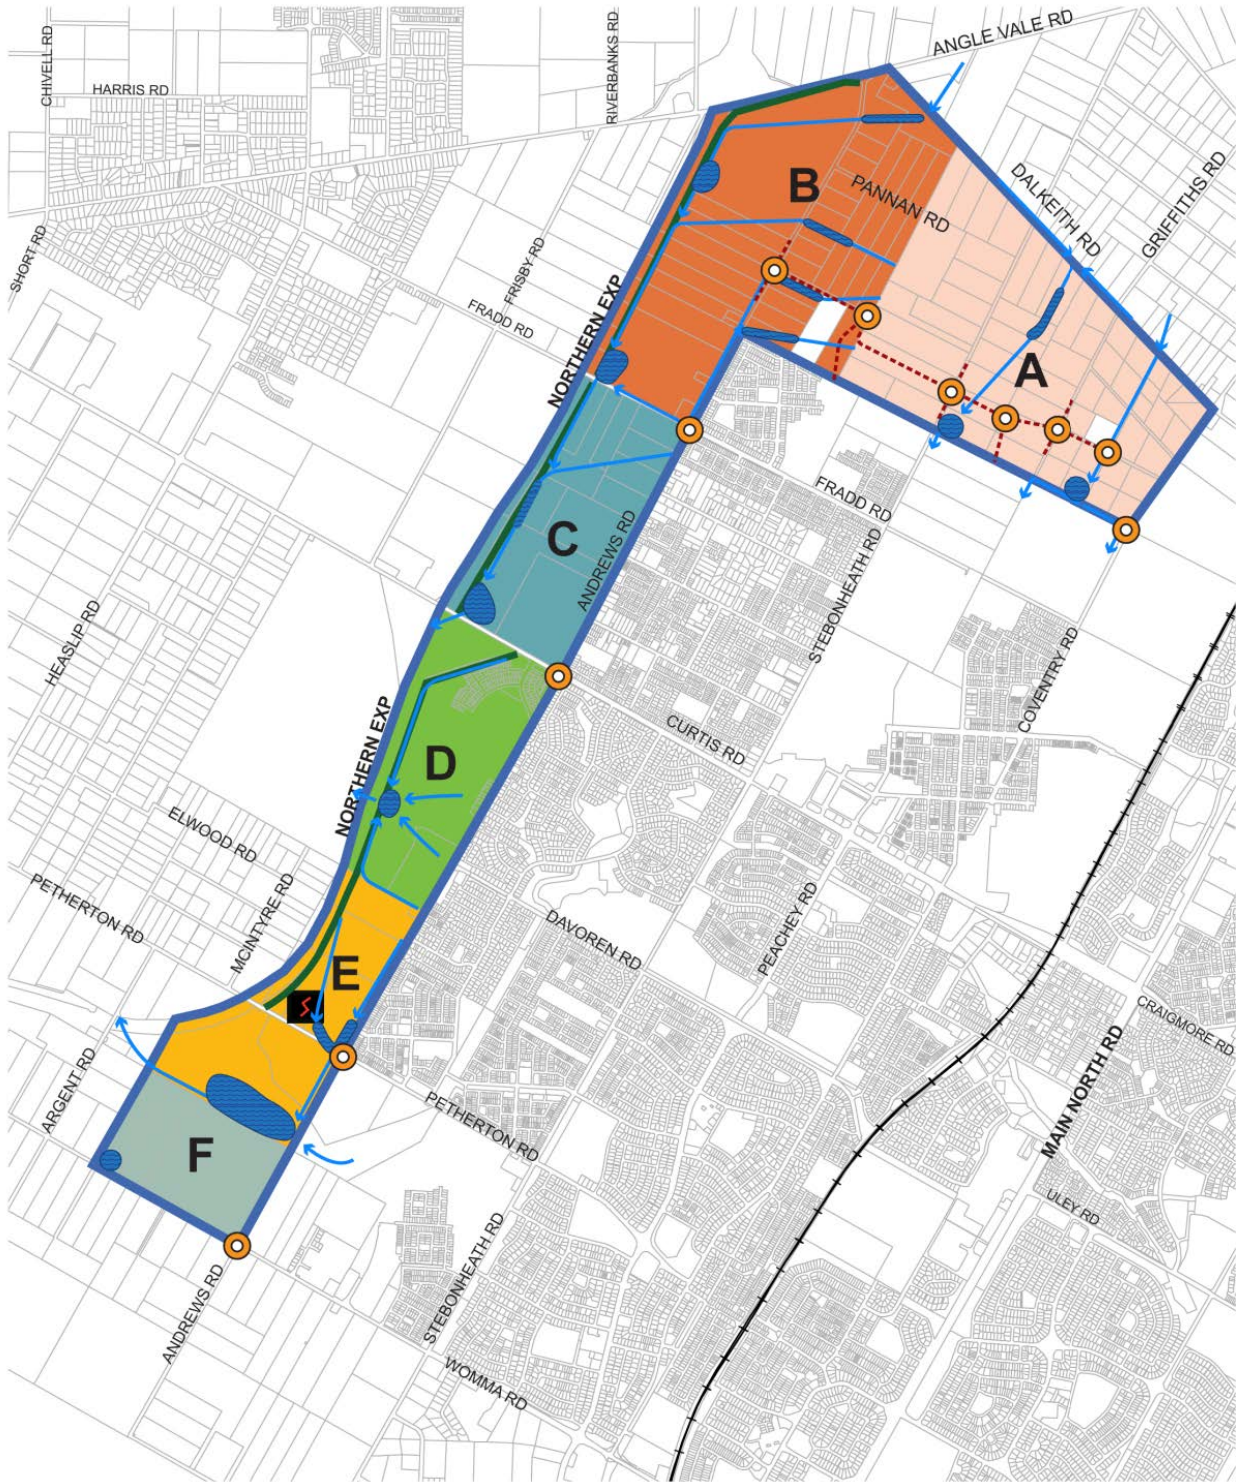 ANGLE VALE RD
CHIVELL RD
RIVERBANKS RD
HARRIS RD
B
PANNAN RD
DALKEITH RD
GRIFFITHS RD
SHORT RD
FRISBY RD
FRADD RD
NORTHERN EXP
A
FRADD RD
C
ANDREWS RD
STEBONHEATH RD
HEASLIP RD
COVENTRY RD
CURTIS RD
NORTHERN EXP
D
ELWOOD RD
PETHERTON RD
MCINTYRE RD
DAVOREN RD
PEACHEY RD
E
CRAIGMORE RD
MAIN NORTH RD
ARGENT RD
PETHERTON RD
F
ULEY RD
STEBONHEATH RD
ANDREWS RD
WOMMA RD